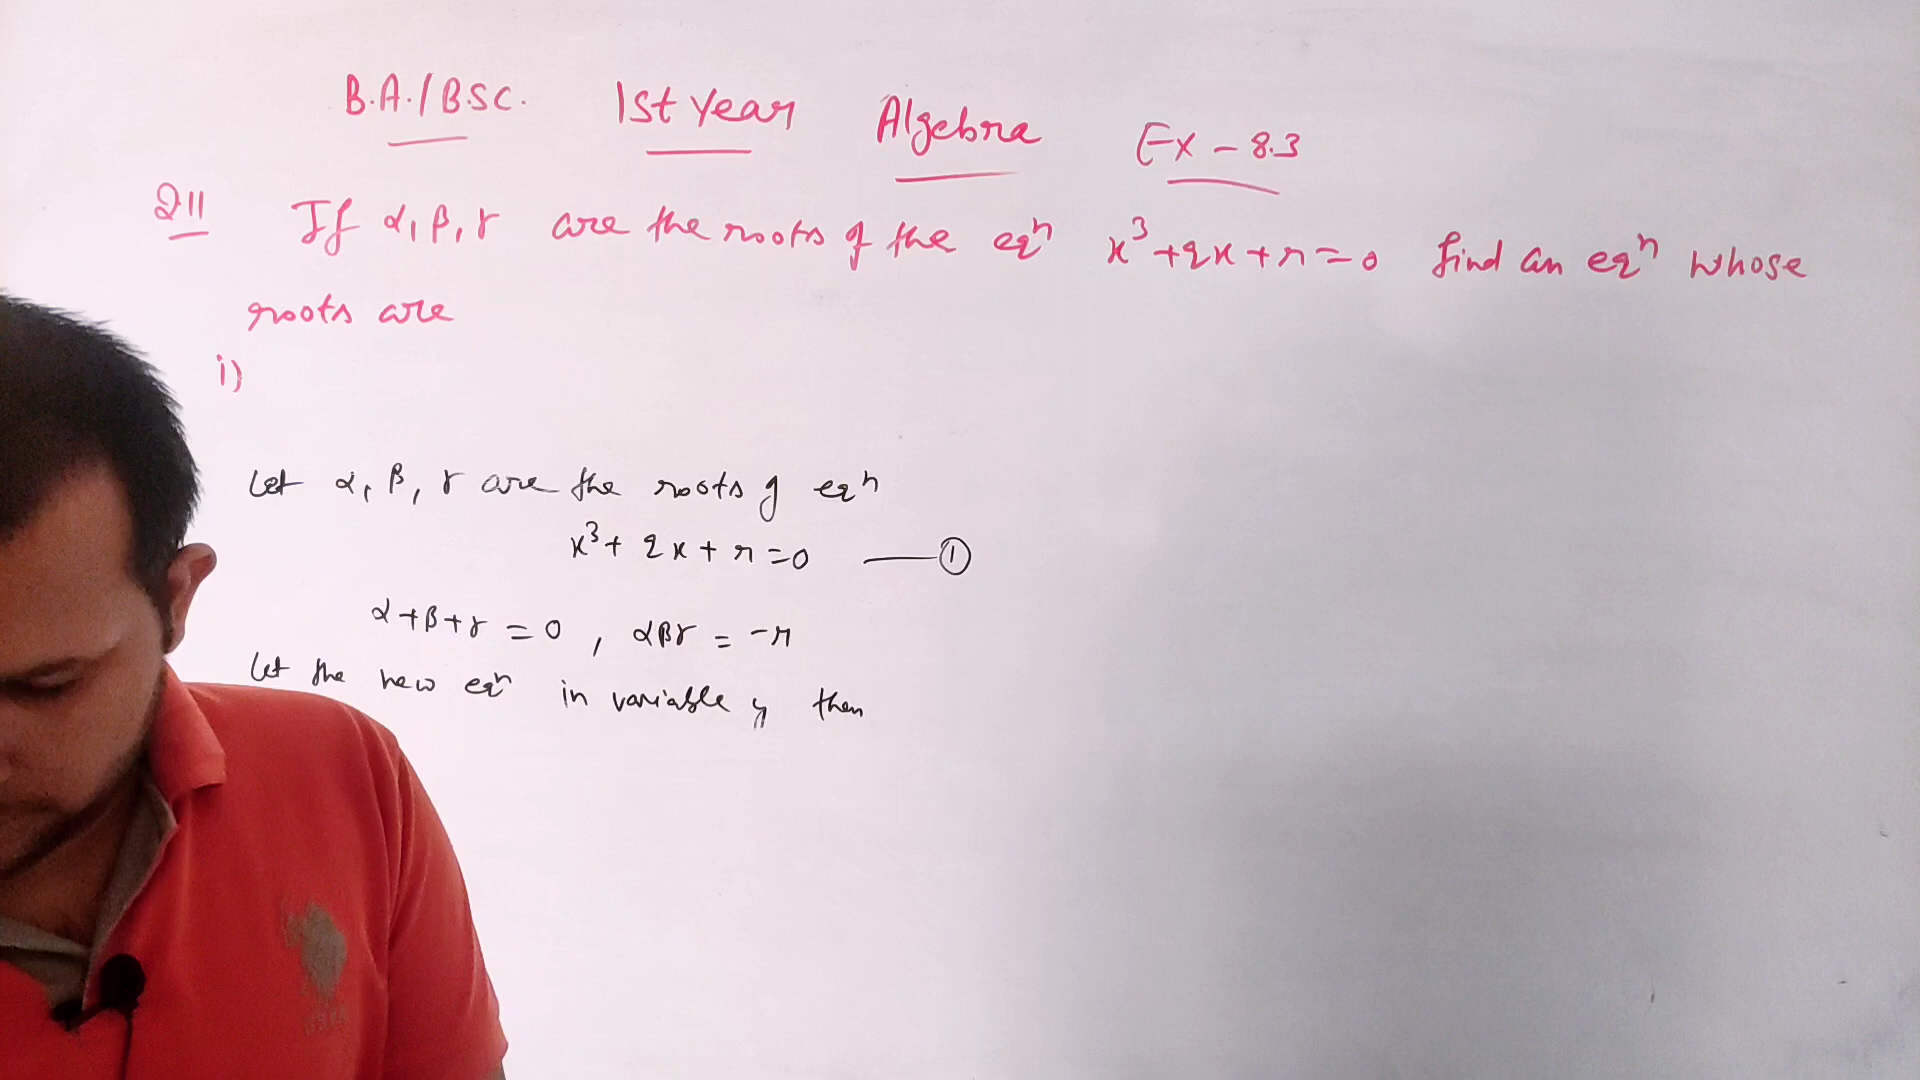 B.A./B.SC. 1st Year Algebra Ex - 8.3
Q11 If α, β, γ are the roots of the eqⁿ x³+qx+r=0 find an eqⁿ whose
roots are
i)
Let α, β, γ are the roots of eqⁿ
x³+ qx + r =0 —— ①
α+β+γ = 0 , αβγ = -r
Let the new eqⁿ in variable y then